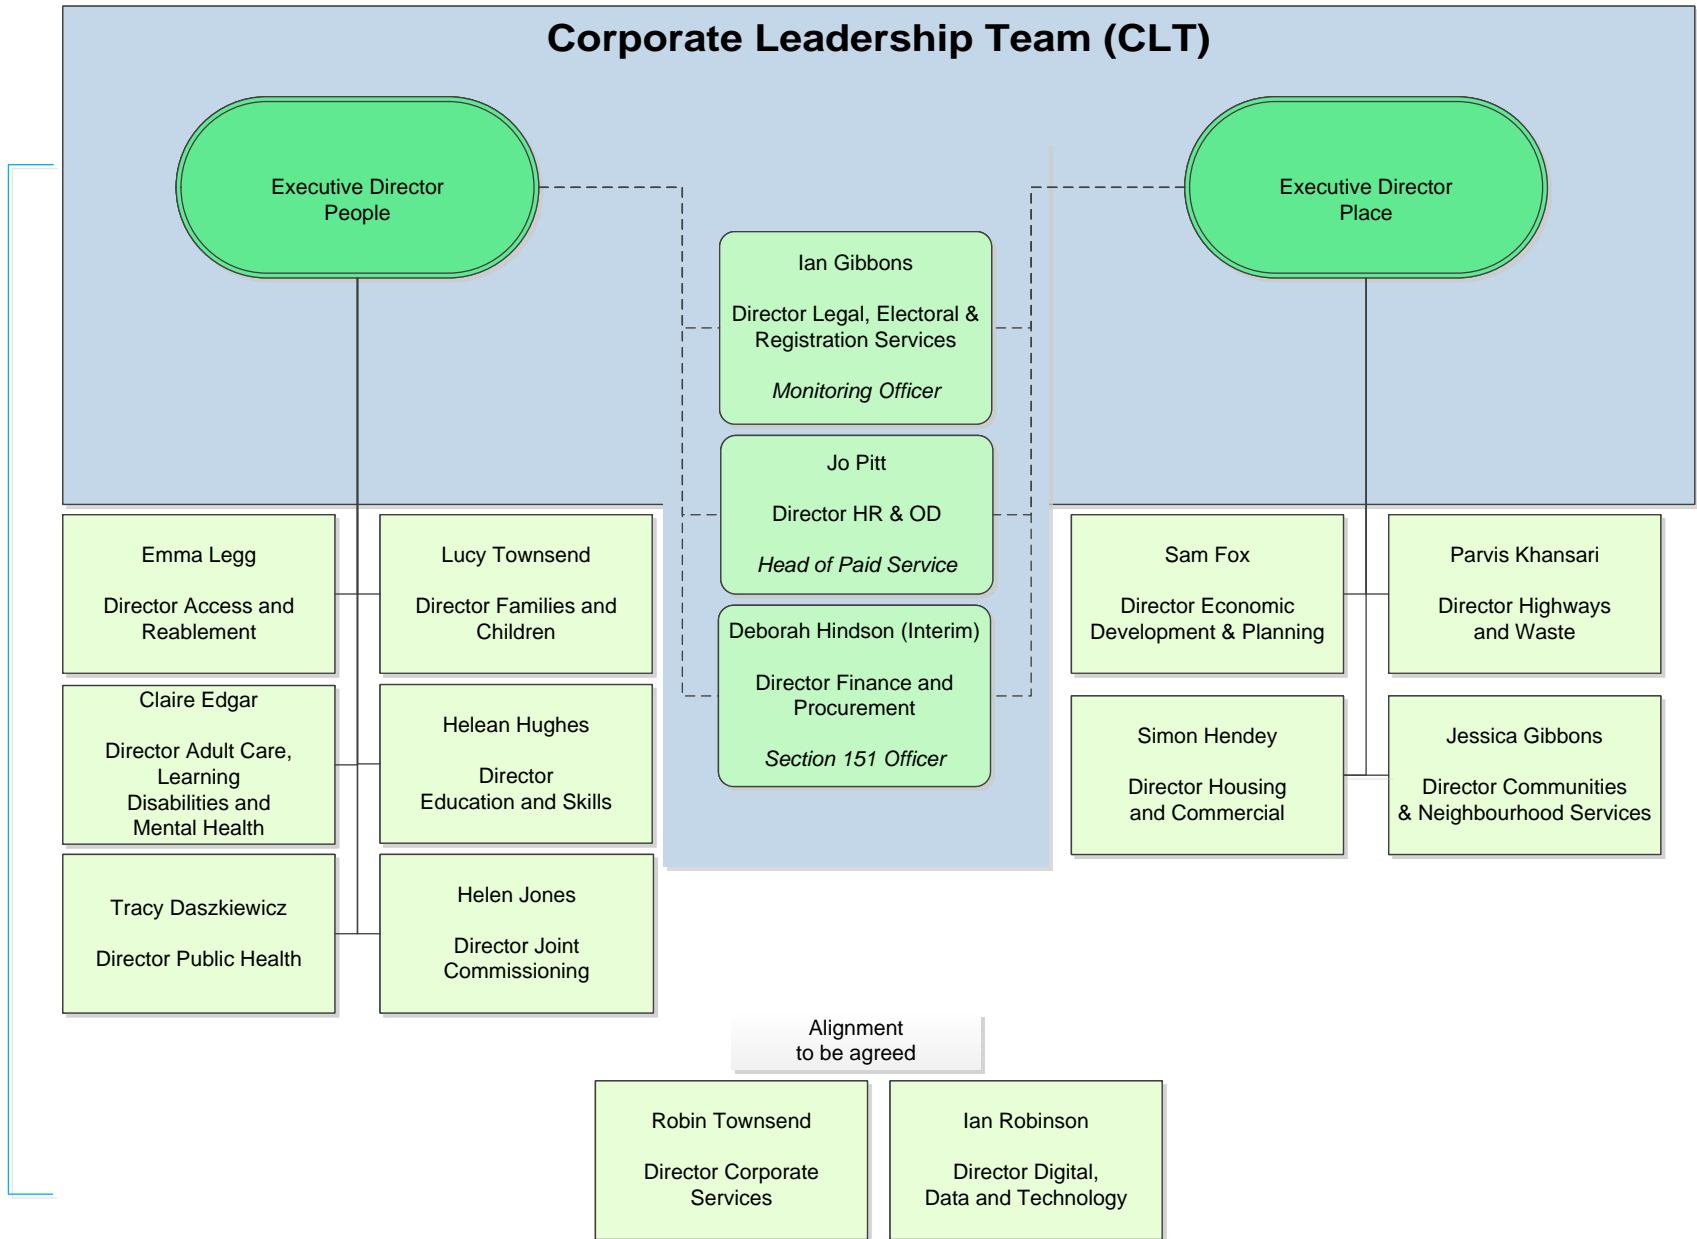 Corporate Leadership Team (CLT)
Executive Director
People
Executive Director
Place
Ian Gibbons
Director Legal, Electoral &
Registration Services
Monitoring Officer
Jo Pitt
Director HR & OD
Head of Paid Service
Deborah Hindson (Interim)
Director Finance and
Procurement
Section 151 Officer
Emma Legg
Director Access and
Reablement
Lucy Townsend
Director Families and
Children
Claire Edgar
Director Adult Care,
Learning
Disabilities and
Mental Health
Helean Hughes
Director
Education and Skills
Tracy Daszkiewicz
Director Public Health
Helen Jones
Director Joint
Commissioning
Sam Fox
Director Economic
Development & Planning
Parvis Khansari
Director Highways
and Waste
Simon Hendey
Director Housing
and Commercial
Jessica Gibbons
Director Communities
& Neighbourhood Services
Alignment
to be agreed
Robin Townsend
Director Corporate
Services
Ian Robinson
Director Digital,
Data and Technology